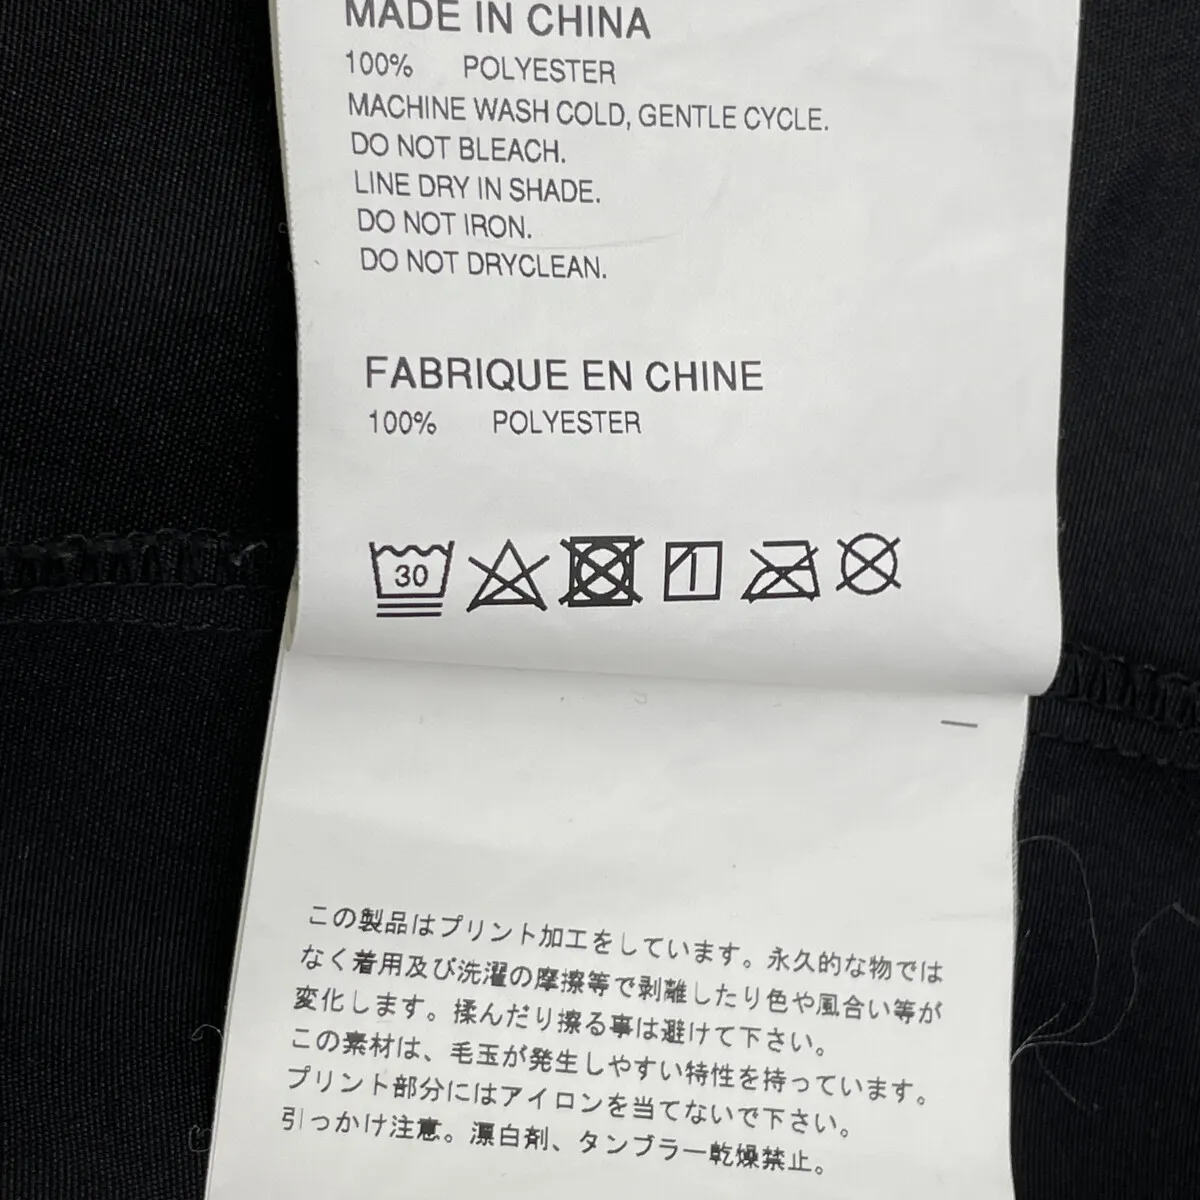 MADE IN CHINA
100% POLYESTER
MACHINE WASH COLD, GENTLE CYCLE.
DO NOT BLEACH.
LINE DRY IN SHADE.
DO NOT IRON.
DO NOT DRYCLEAN.
FABRIQUE EN CHINE
100% POLYESTER
30
この製品はプリント加工をしています。永久的な物では
なく着用及び洗濯の摩擦等で剥離したり色や風合い等が
変化します。揉んだり擦る事は避けて下さい。
この素材は、毛玉が発生しやすい特性を持っています。
プリント部分にはアイロンを当てないで下さい。
引っかけ注意。漂白剤、タンブラー乾燥禁止。